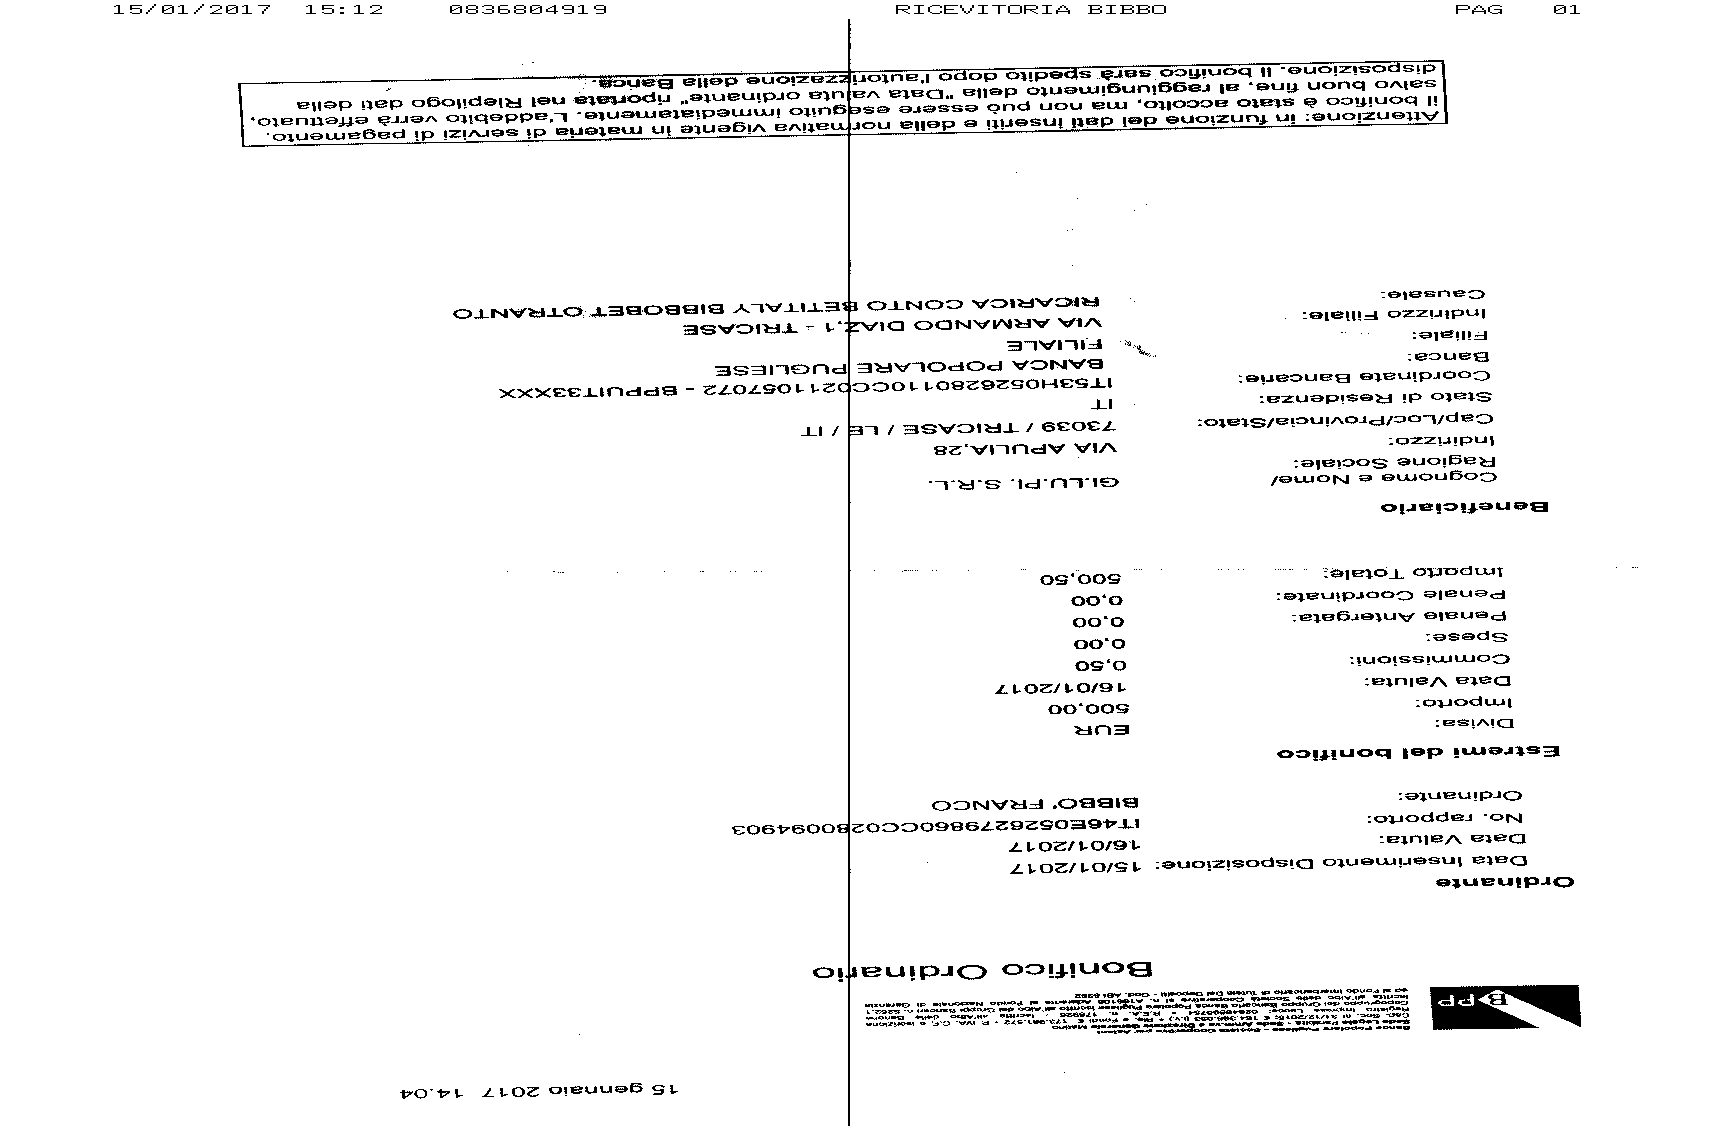 15/01/2017 15:12 0836804919 RICEVITORIA BIBBO PAG 01
15 gennaio 2017 14.04
BPP
Bonifico Ordinario
Ordinante
Data Inserimento Disposizione: 15/01/2017
Data Valuta: 16/01/2017
No. rapporto: IT46E0526279860CC0280094903
Ordinante: BIBBO' FRANCO
Estremi del bonifico
Divisa: EUR
Importo: 500,00
Data Valuta: 16/01/2017
Commissioni: 0,50
Spese: 0,00
Penale Antergata: 0,00
Penale Coordinate: 0,00
Importo Totale: 500,50
Beneficiario
Cognome e Nome/
Ragione Sociale: GI.LU.PI. S.R.L.
Indirizzo: VIA APULIA,28
Cap/Loc/Provincia/Stato: 73039 / TRICASE / LE / IT
Stato di Residenza: IT
Coordinate Bancarie: IT53H0526280110CC0211057072 - BPPUIT33XXX
Banca: BANCA POPOLARE PUGLIESE
Filiale: FILIALE
Indirizzo Filiale: VIA ARMANDO DIAZ,1 - TRICASE
Causale: RICARICA CONTO BETITALY BIBBOBET OTRANTO
Attenzione: in funzione dei dati inseriti e della normativa vigente in materia di servizi di pagamento,
il bonifico è stato accolto, ma non può essere eseguito immediatamente. L'addebito verrà effettuato,
salvo buon fine, al raggiungimento della "Data valuta ordinante" riportata nel Riepilogo dati della
disposizione. Il bonifico sarà spedito dopo l'autorizzazione della Banca.